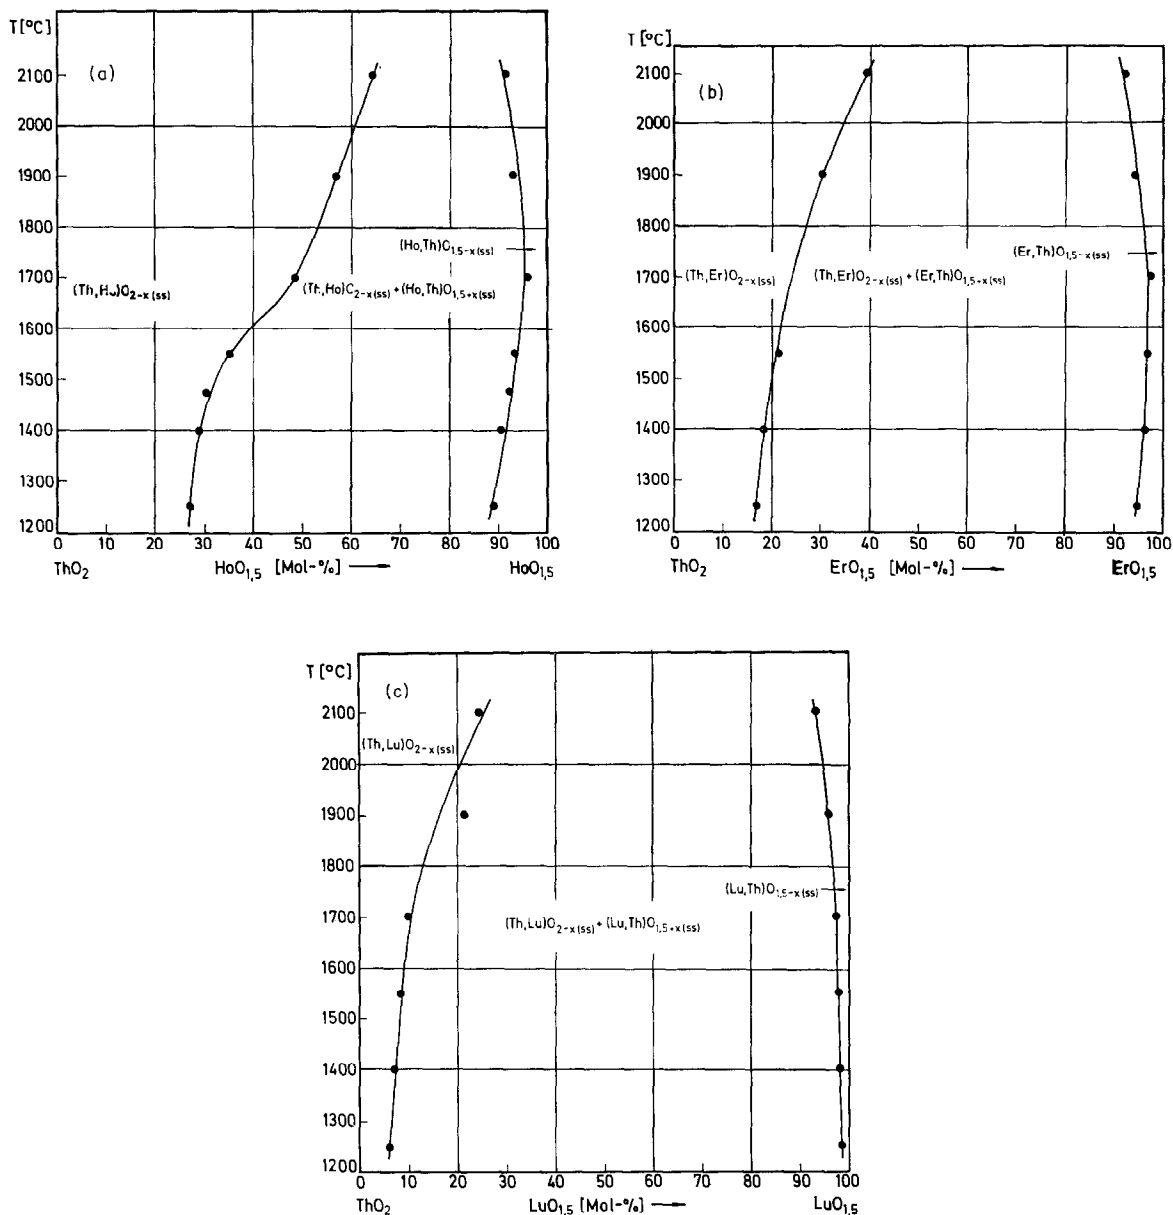 T [°C]
(a)
2100
2000
1900
1800
(Ho,Th)O1,5-x(ss)
1700
(Th,Ho)O2-x(ss)
(Th,Ho)O2-x(ss) + (Ho,Th)O1,5+x(ss)
1600
1500
1400
1300
1200
0 10 20 30 40 50 60 70 80 90 100
ThO2 HoO1,5 [Mol-%] HoO1,5
T [°C]
(b)
2100
2000
1900
1800
(Er,Th)O1,5-x(ss)
1700
(Th,Er)O2-x(ss) (Th,Er)O2-x(ss) + (Er,Th)O1,5+x(ss)
1600
1500
1400
1300
1200
0 10 20 30 40 50 60 70 80 90 100
ThO2 ErO1,5 [Mol-%] ErO1,5
T [°C]
(c)
2100
(Th,Lu)O2-x(ss)
2000
1900
1800
(Lu,Th)O1,5-x(ss)
1700
(Th,Lu)O2-x(ss) + (Lu,Th)O1,5+x(ss)
1600
1500
1400
1300
1200
0 10 20 30 40 50 60 70 80 90 100
ThO2 LuO1,5 [Mol-%] LuO1,5